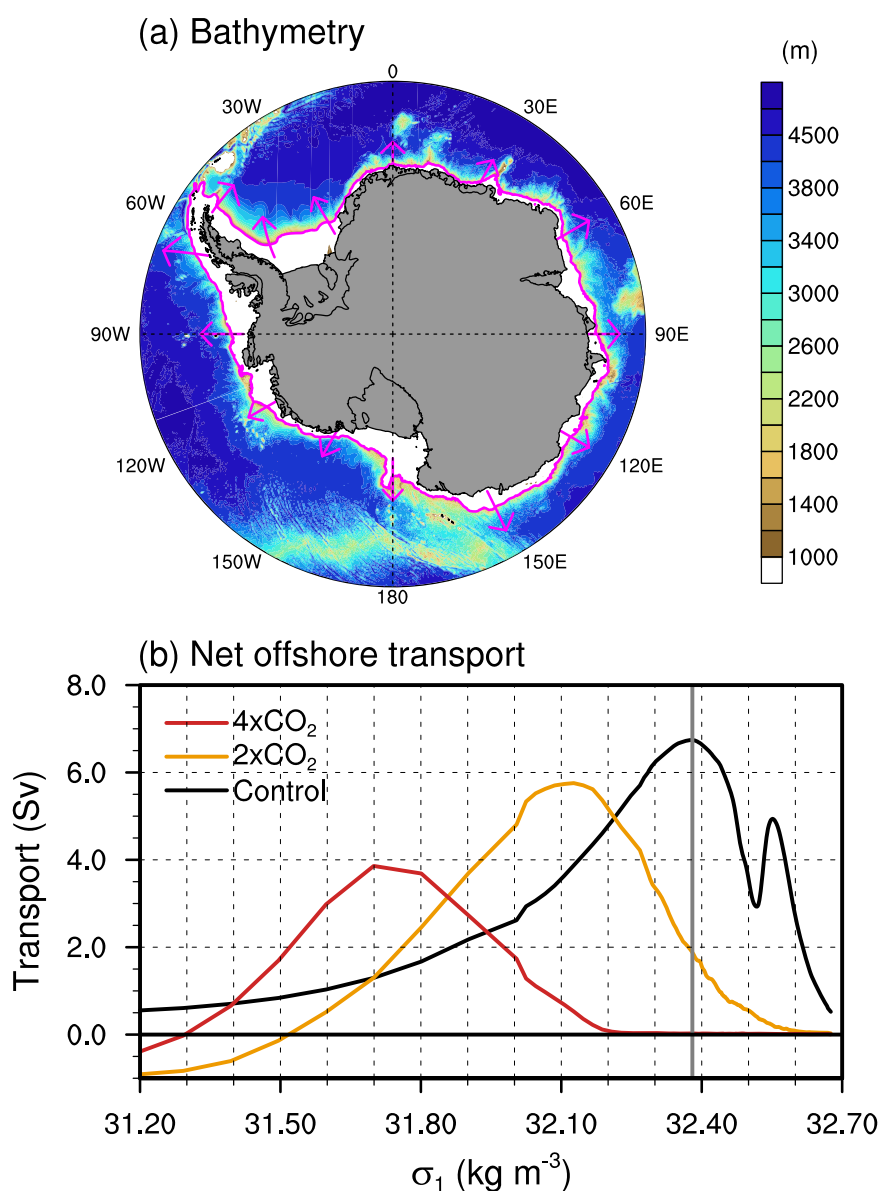 (a) Bathymetry
(m)
0
30W
30E
60W
60E
90W
90E
120W
120E
150W
150E
180
4500
3800
3400
3000
2600
2200
1800
1400
1000
(b) Net offshore transport
8.0
6.0
4.0
2.0
0.0
Transport (Sv)
4xCO₂
2xCO₂
Control
31.20 31.50 31.80 32.10 32.40 32.70
σ₁ (kg m⁻³)